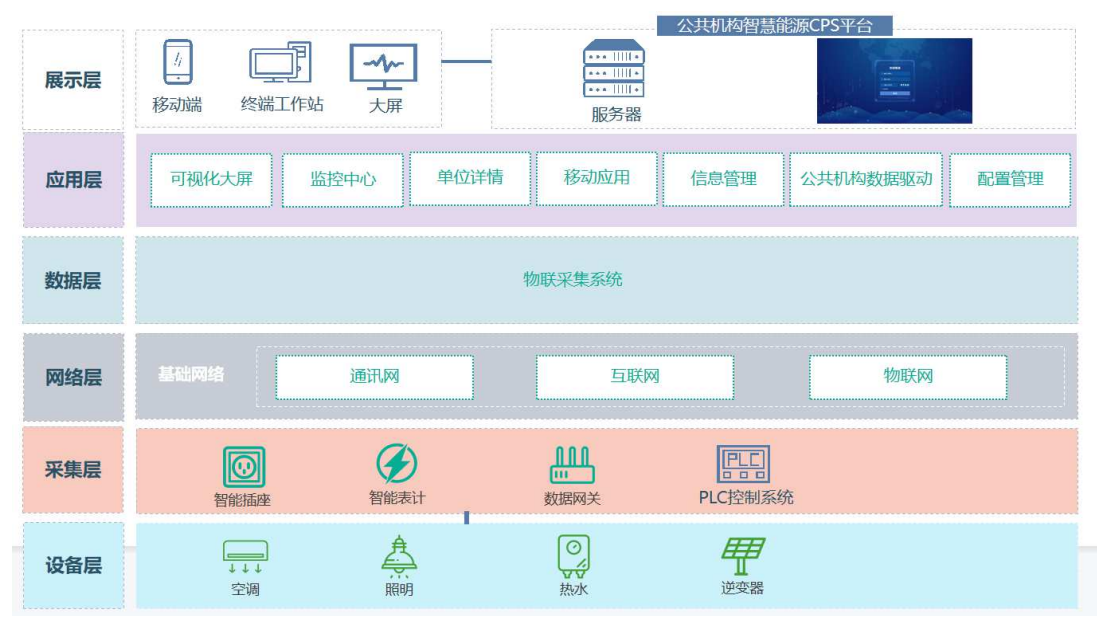 公共机构智慧能源CPS平台
展示层
移动端
终端工作站
大屏
服务器
应用层
可视化大屏
监控中心
单位详情
移动应用
信息管理
公共机构数据驱动
配置管理
数据层
物联采集系统
网络层
基础网络
通讯网
互联网
物联网
采集层
智能插座
智能表计
数据网关
PLC
PLC控制系统
设备层
空调
照明
热水
逆变器